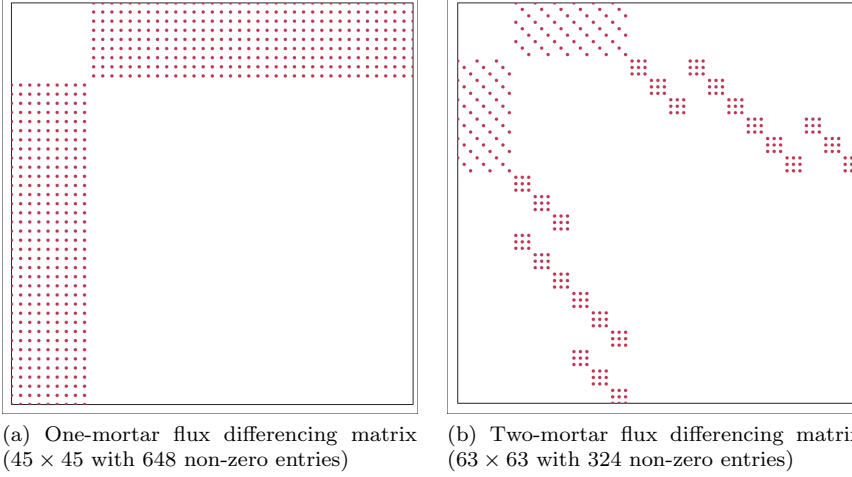 (a) One-mortar flux differencing matrix
(45 × 45 with 648 non-zero entries)
(b) Two-mortar flux differencing matrix
(63 × 63 with 324 non-zero entries)